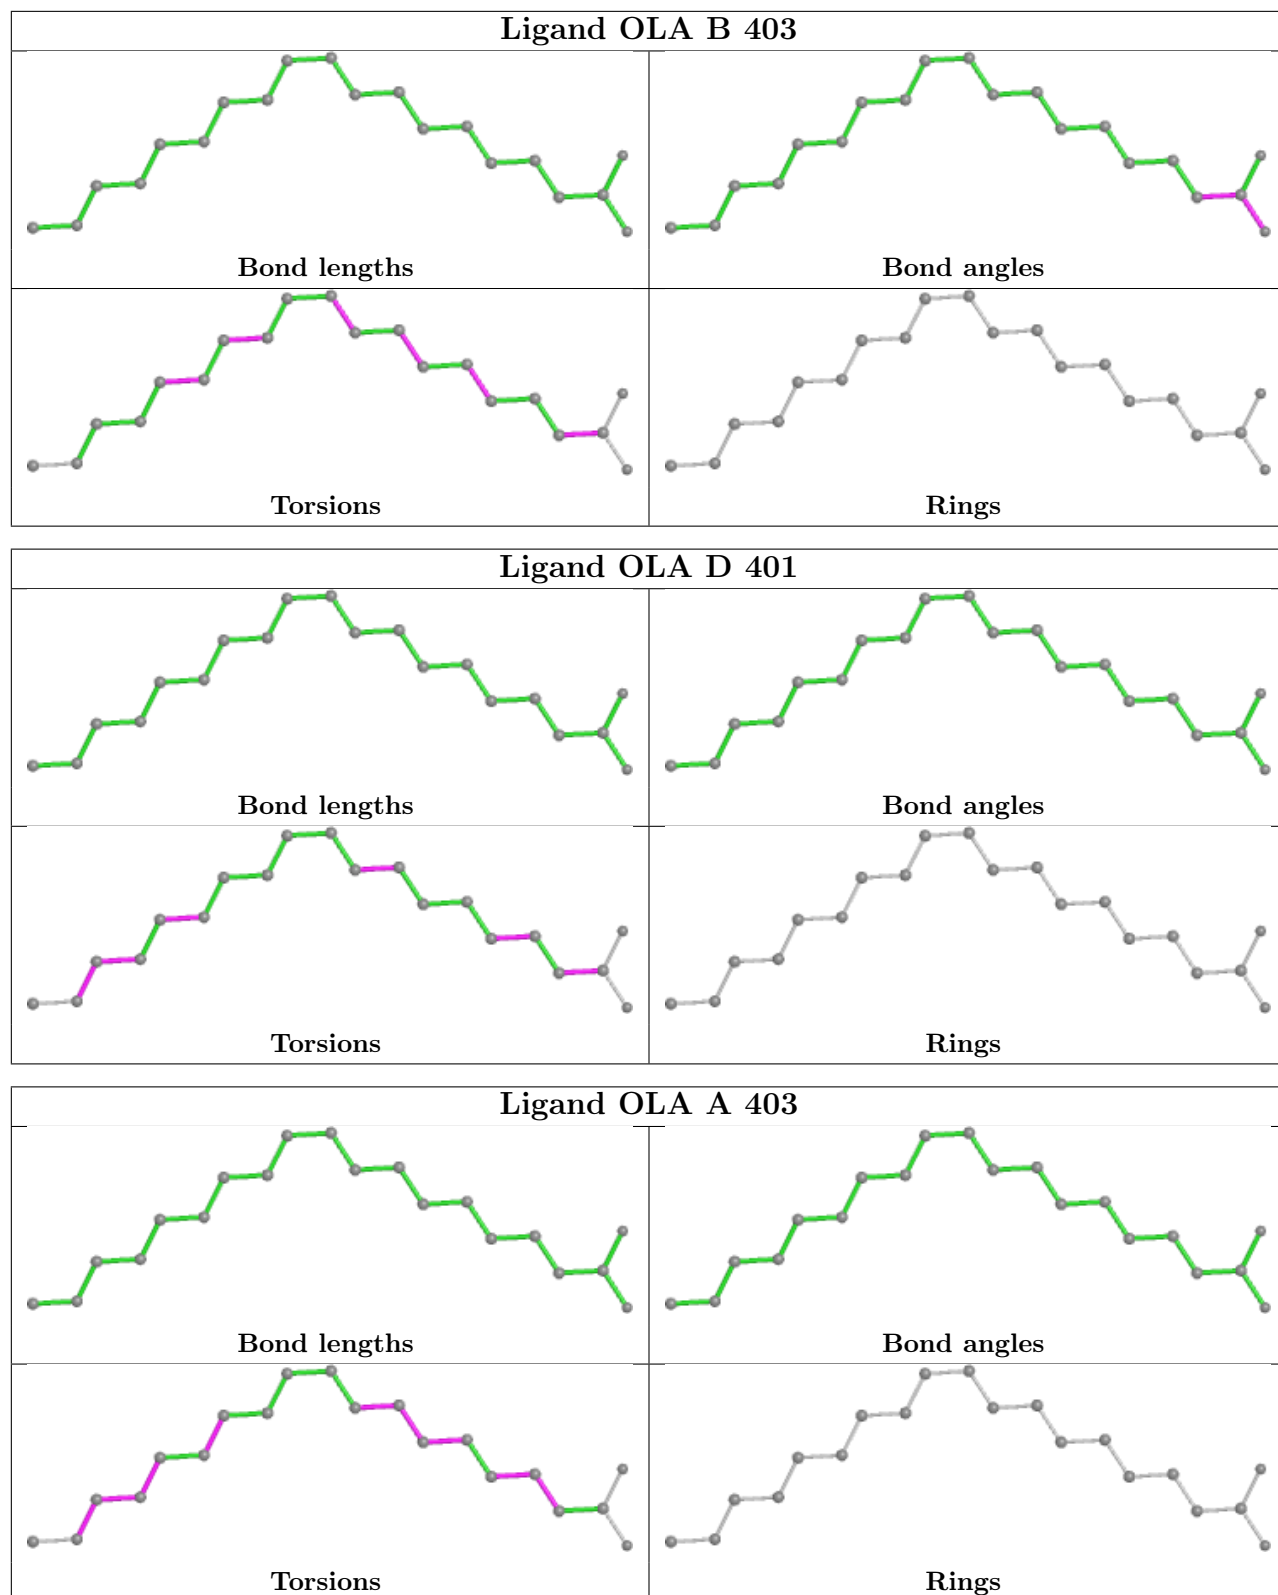 Ligand OLA B 403
Bond lengths
Bond angles
Torsions
Rings
Ligand OLA D 401
Bond lengths
Bond angles
Torsions
Rings
Ligand OLA A 403
Bond lengths
Bond angles
Torsions
Rings